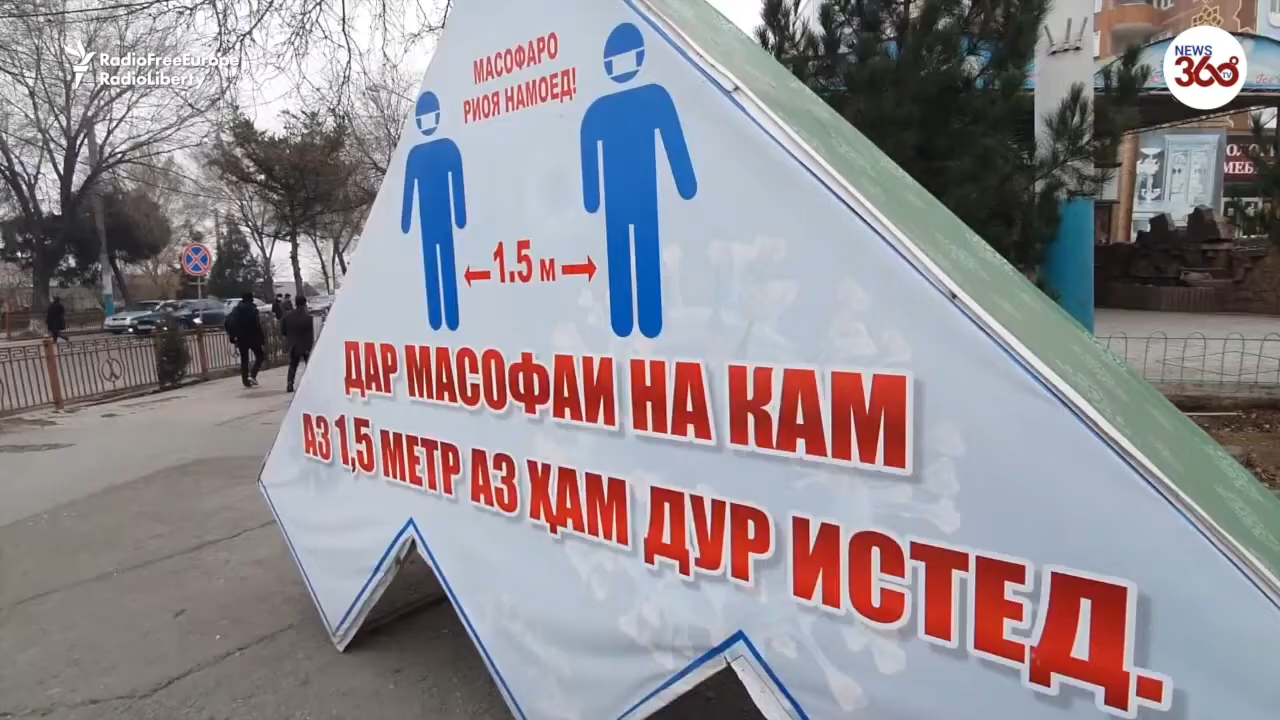 RadioFreeEurope
RadioLiberty
NEWS
360°
TV
МАСОФАРО
РИОЯ НАМОЕД!
1.5 м
ДАР МАСОФАИ НА КАМ
АЗ 1,5 МЕТР АЗ ҲАМ ДУР ИСТЕД.